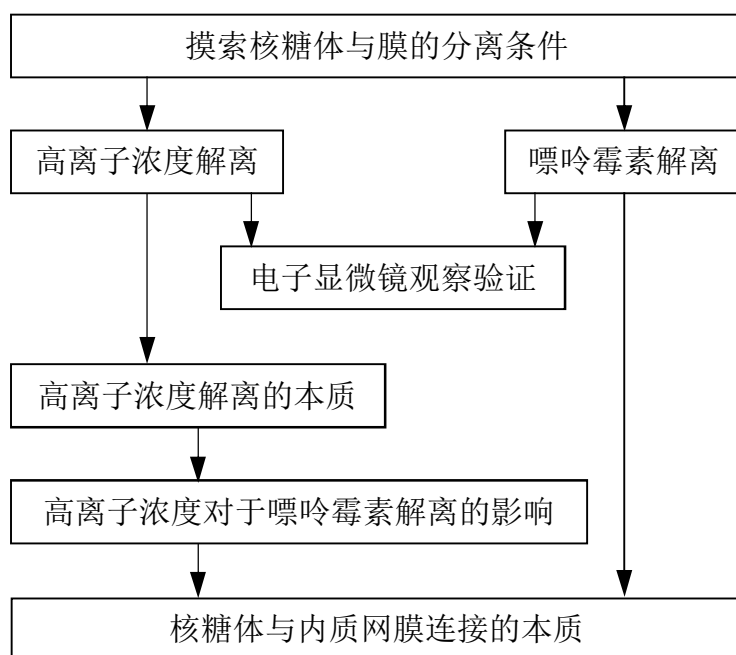 摸索核糖体与膜的分离条件
高离子浓度解离
嘌呤霉素解离
电子显微镜观察验证
高离子浓度解离的本质
高离子浓度对于嘌呤霉素解离的影响
核糖体与内质网膜连接的本质